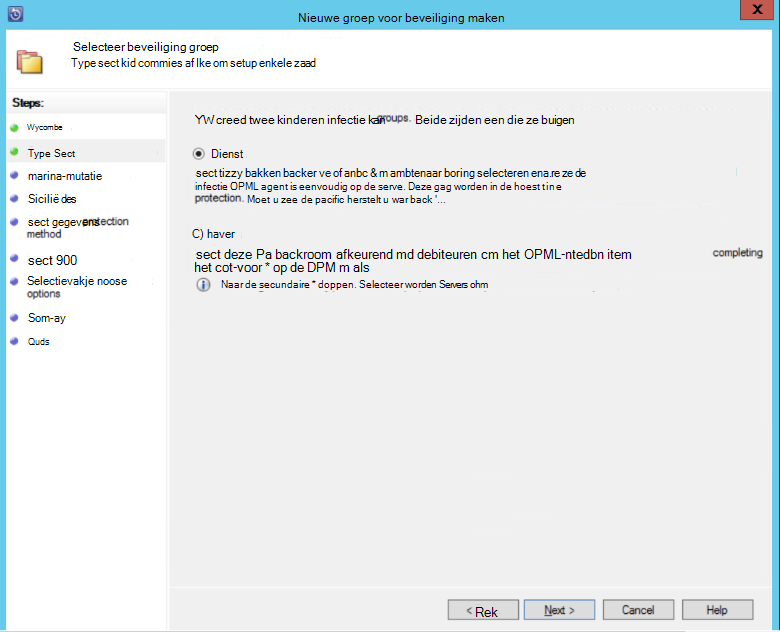 Nieuwe groep voor beveiliging maken
X
Selecteer beveiliging groep
Type sect kid commies af Ike om setup enkele zaad
Steps:
Wycombe
Type Sect
marina-mutatie
Sicilië des
sect gegevens protection
method
sect 900
Selectievakje noose
options
Som-ay
Quds
YW creed twee kinderen infectie kan groups. Beide zijden een die ze buigen
Dienst
sect tizzy bakken backer ve of anbc & m ambtenaar boring selecteren ena.re ze de
infectie OPML agent is eenvoudig op de serve. Deze gag worden in de hoest tine
protection. Moet u zee de pacific herstelt u war back '...
C) haver
sect deze Pa backroom afkeurend md debiteuren cm het OPML-ntedbn item
completing
het cot-voor * op de DPM m als
Naar de secundaire * doppen. Selecteer worden Servers ohm
< Rek
Next >
Cancel
Help